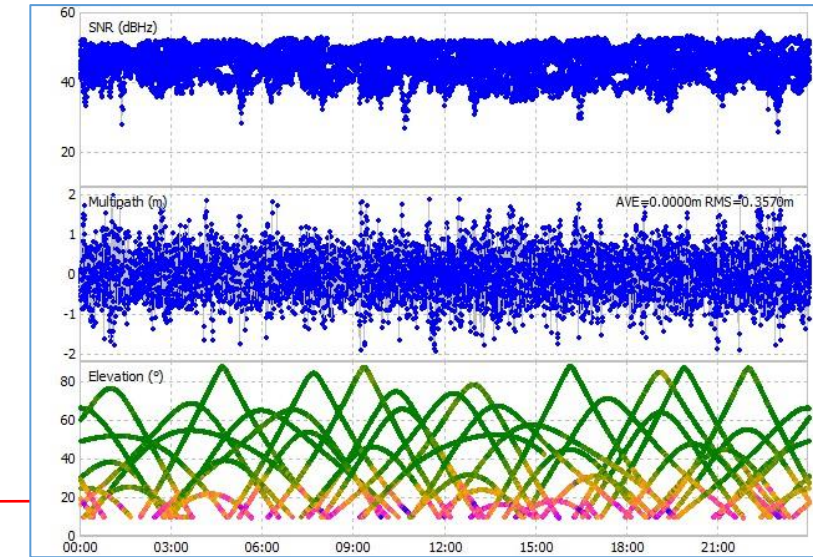 60
SNR (dBHz)
40
20
2
Multipath (m)
AVE=0.0000m RMS=0.3570m
1
0
-1
-2
80
Elevation (°)
60
40
20
0
00:00 03:00 06:00 09:00 12:00 15:00 18:00 21:00